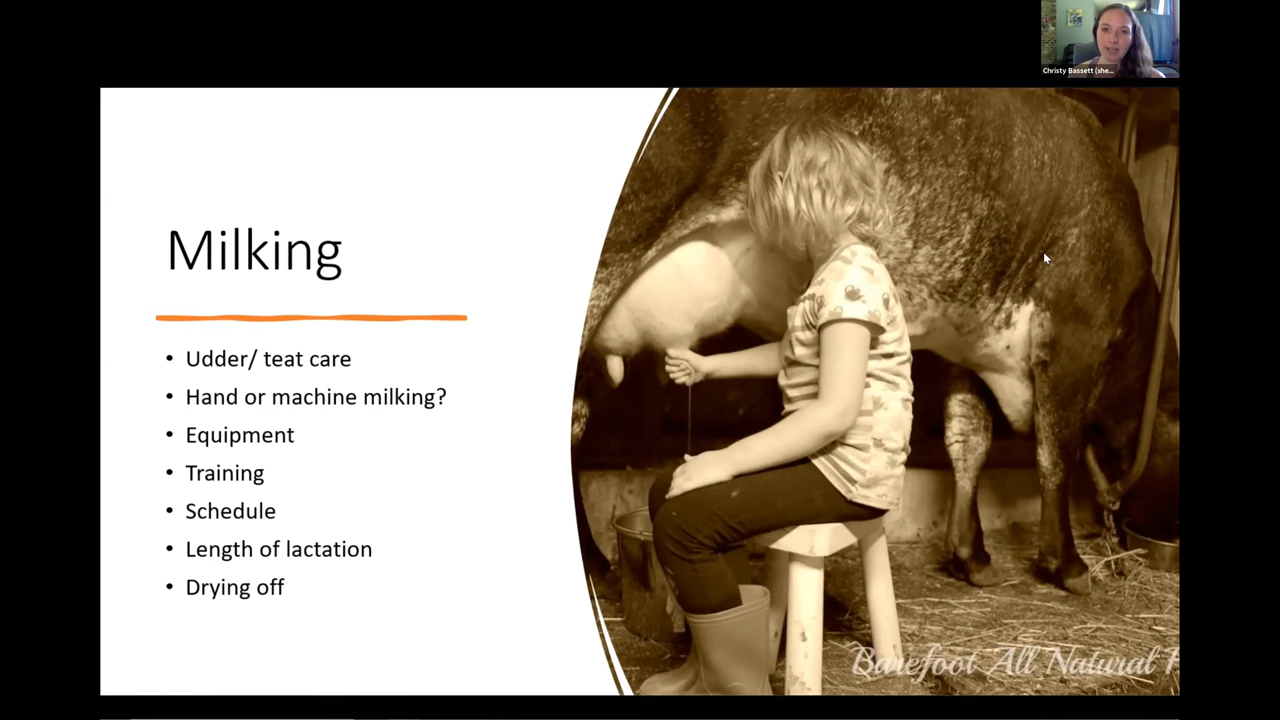 Christy Bassett (she...
Milking
• Udder/ teat care
• Hand or machine milking?
• Equipment
• Training
• Schedule
• Length of lactation
• Drying off
Barefoot All Natural